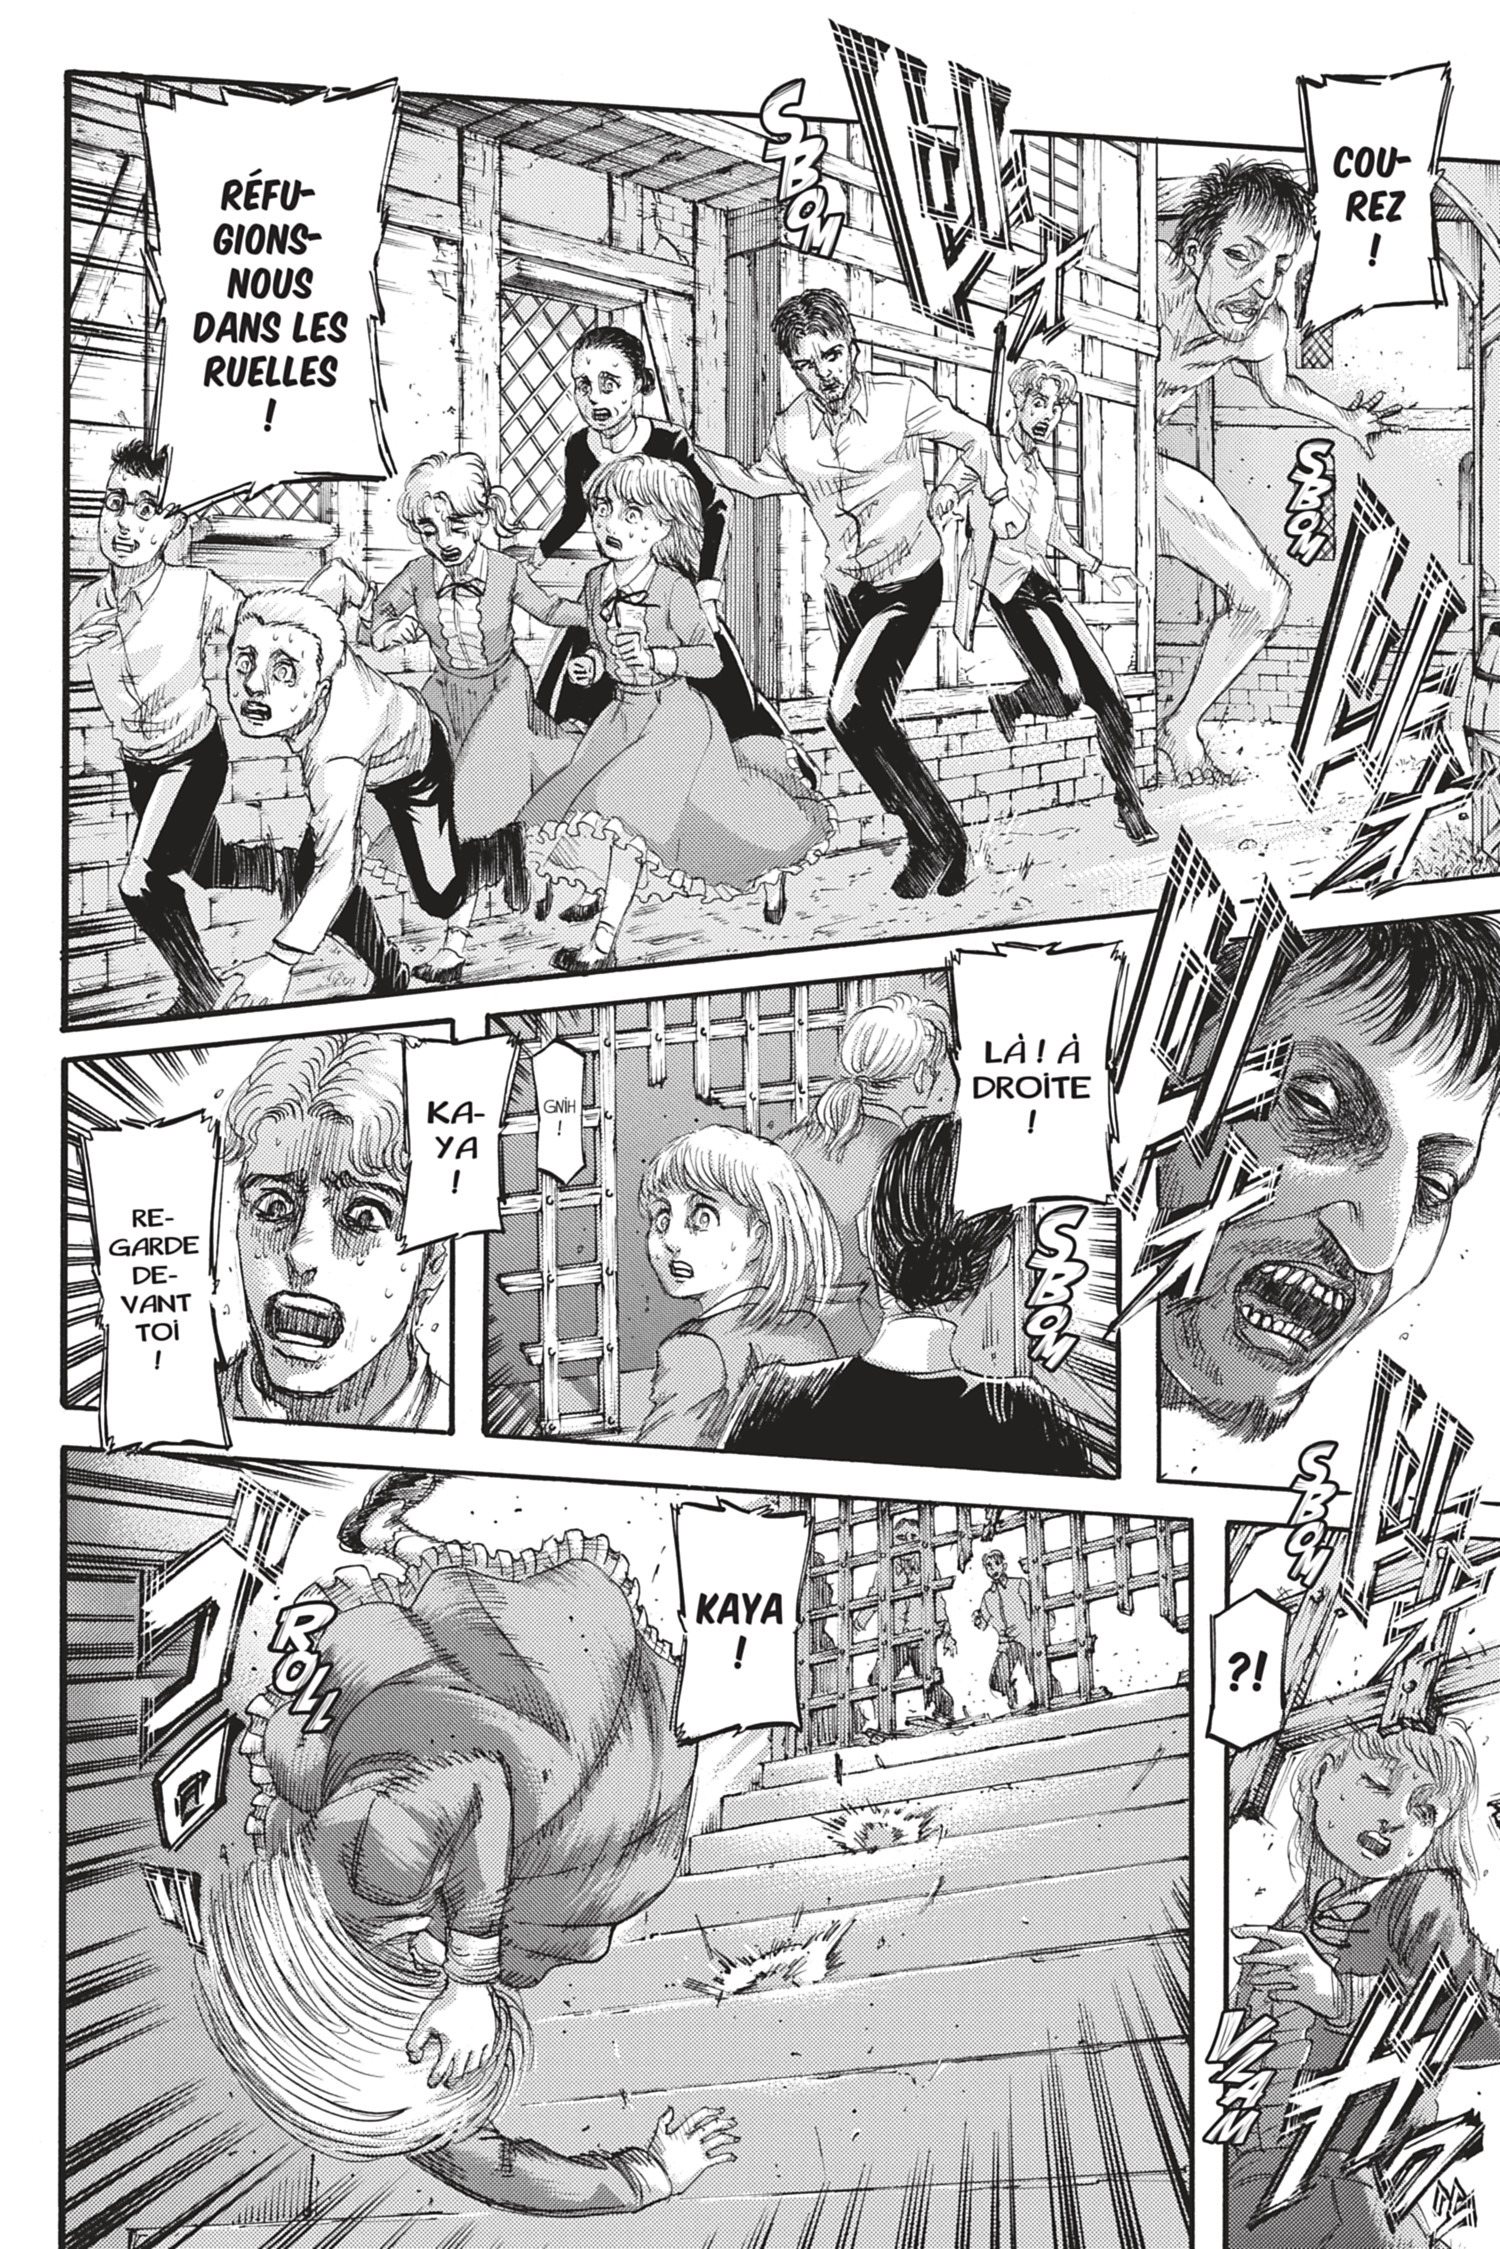 COU-
REZ
!
RÉFU-
GIONS-
NOUS
DANS LES
RUELLES
!
SBOM
SBOM
LÀ ! À
DROITE
!
GNIH
!
SBOM
KA-
YA
!
RE-
GARDE
DE-
VANT
TOI
!
SBOM
?!
VLAM
KAYA
!
ROLL